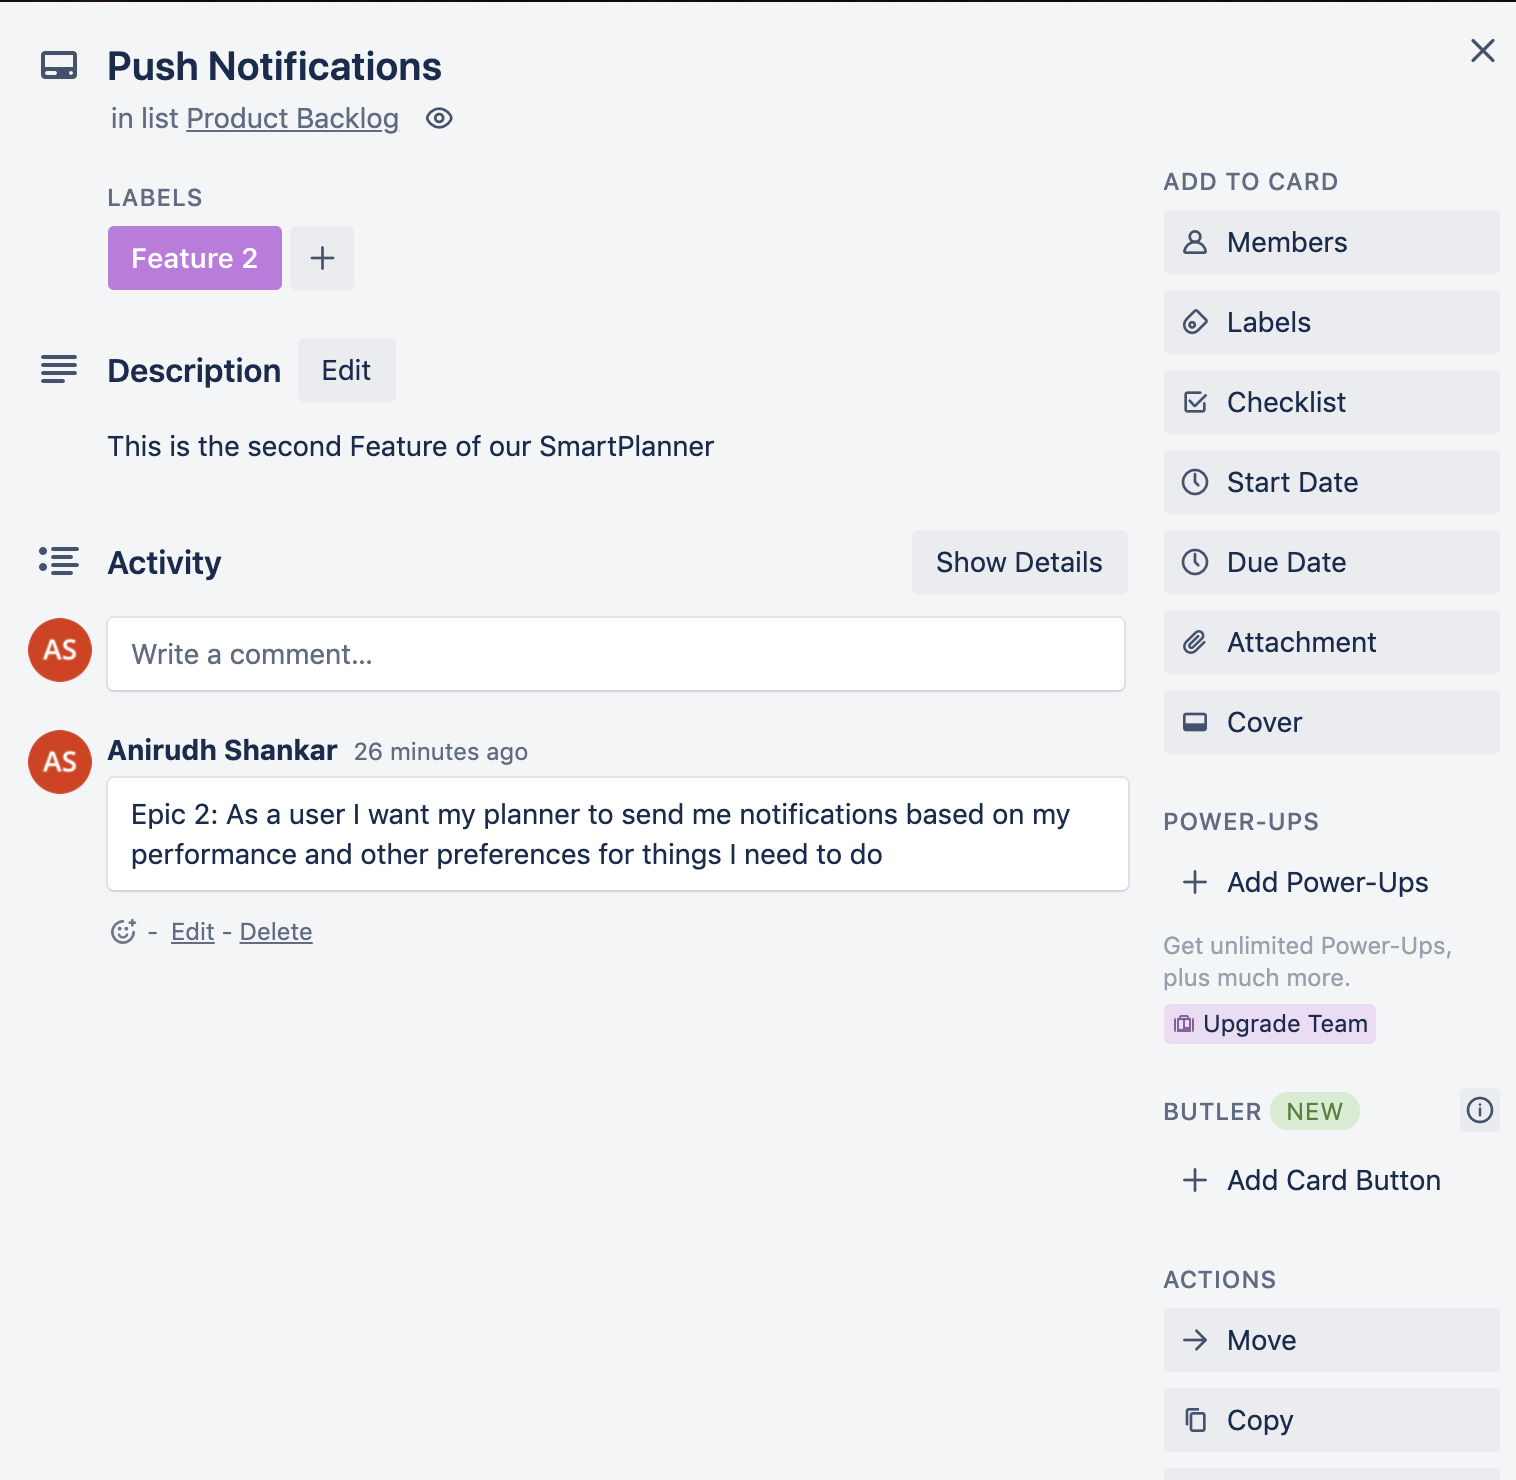 Push Notifications
in list Product Backlog
LABELS
Feature 2
Description
Edit
This is the second Feature of our SmartPlanner
Activity
Show Details
AS
Write a comment...
AS
Anirudh Shankar 26 minutes ago
Epic 2: As a user I want my planner to send me notifications based on my
performance and other preferences for things I need to do
- Edit - Delete
ADD TO CARD
Members
Labels
Checklist
Start Date
Due Date
Attachment
Cover
POWER-UPS
Add Power-Ups
Get unlimited Power-Ups,
plus much more.
Upgrade Team
BUTLER NEW
Add Card Button
ACTIONS
Move
Copy